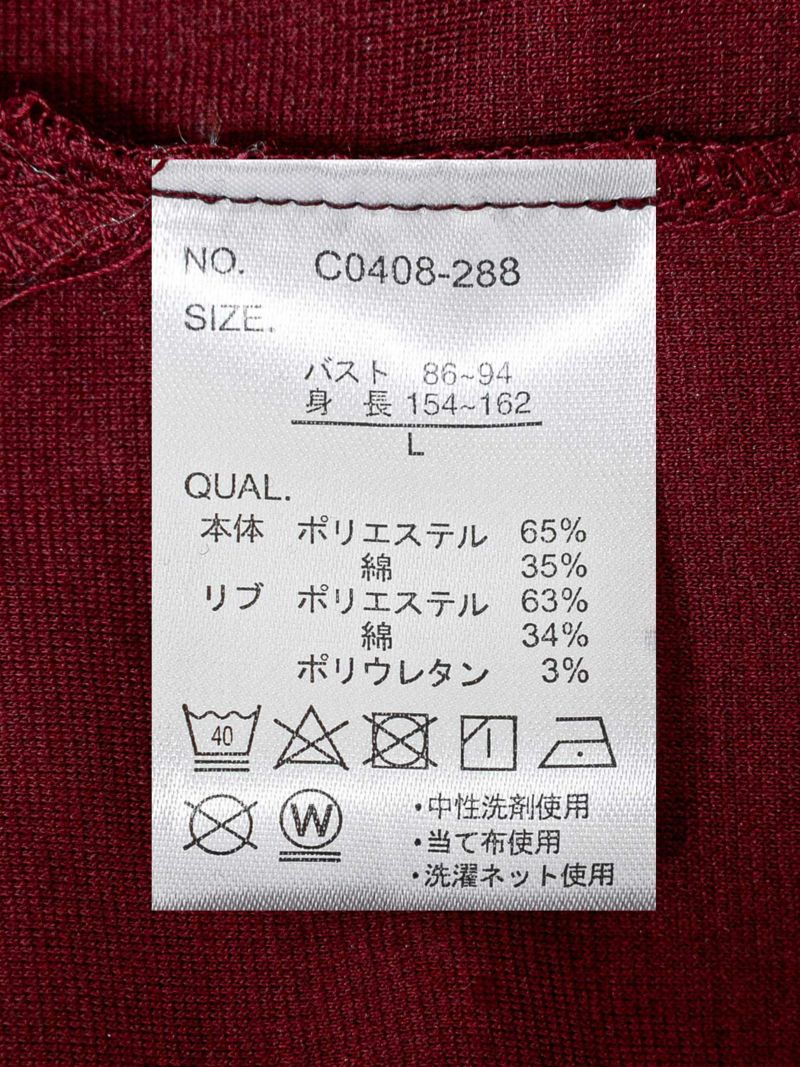 NO. C0408-288
SIZE.
バスト 86~94
身 長 154~162
L
QUAL.
本体 ポリエステル 65%
綿 35%
リブ ポリエステル 63%
綿 34%
ポリウレタン 3%
40
W
・中性洗剤使用
・当て布使用
・洗濯ネット使用